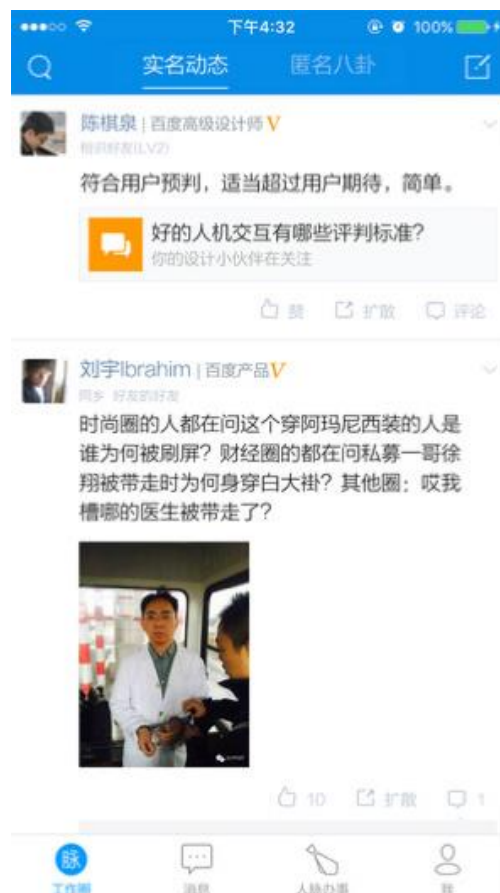 下午4:32
100%
实名动态
匿名八卦
陈棋泉 | 百度高级设计师 V
相识好友(LV2)
符合用户预判，适当超过用户期待，简单。
好的人机交互有哪些评判标准?
你的设计小伙伴在关注
赞
扩散
评论
刘宇Ibrahim | 百度产品V
同乡 好友的好友
时尚圈的人都在问这个穿阿玛尼西装的人是
谁为何被刷屏？财经圈的都在问私募一哥徐
翔被带走时为何身穿白大褂？其他圈：哎我
槽哪的医生被带走了？
10
扩散
1
脉
工作圈
消息
人脉办事
我